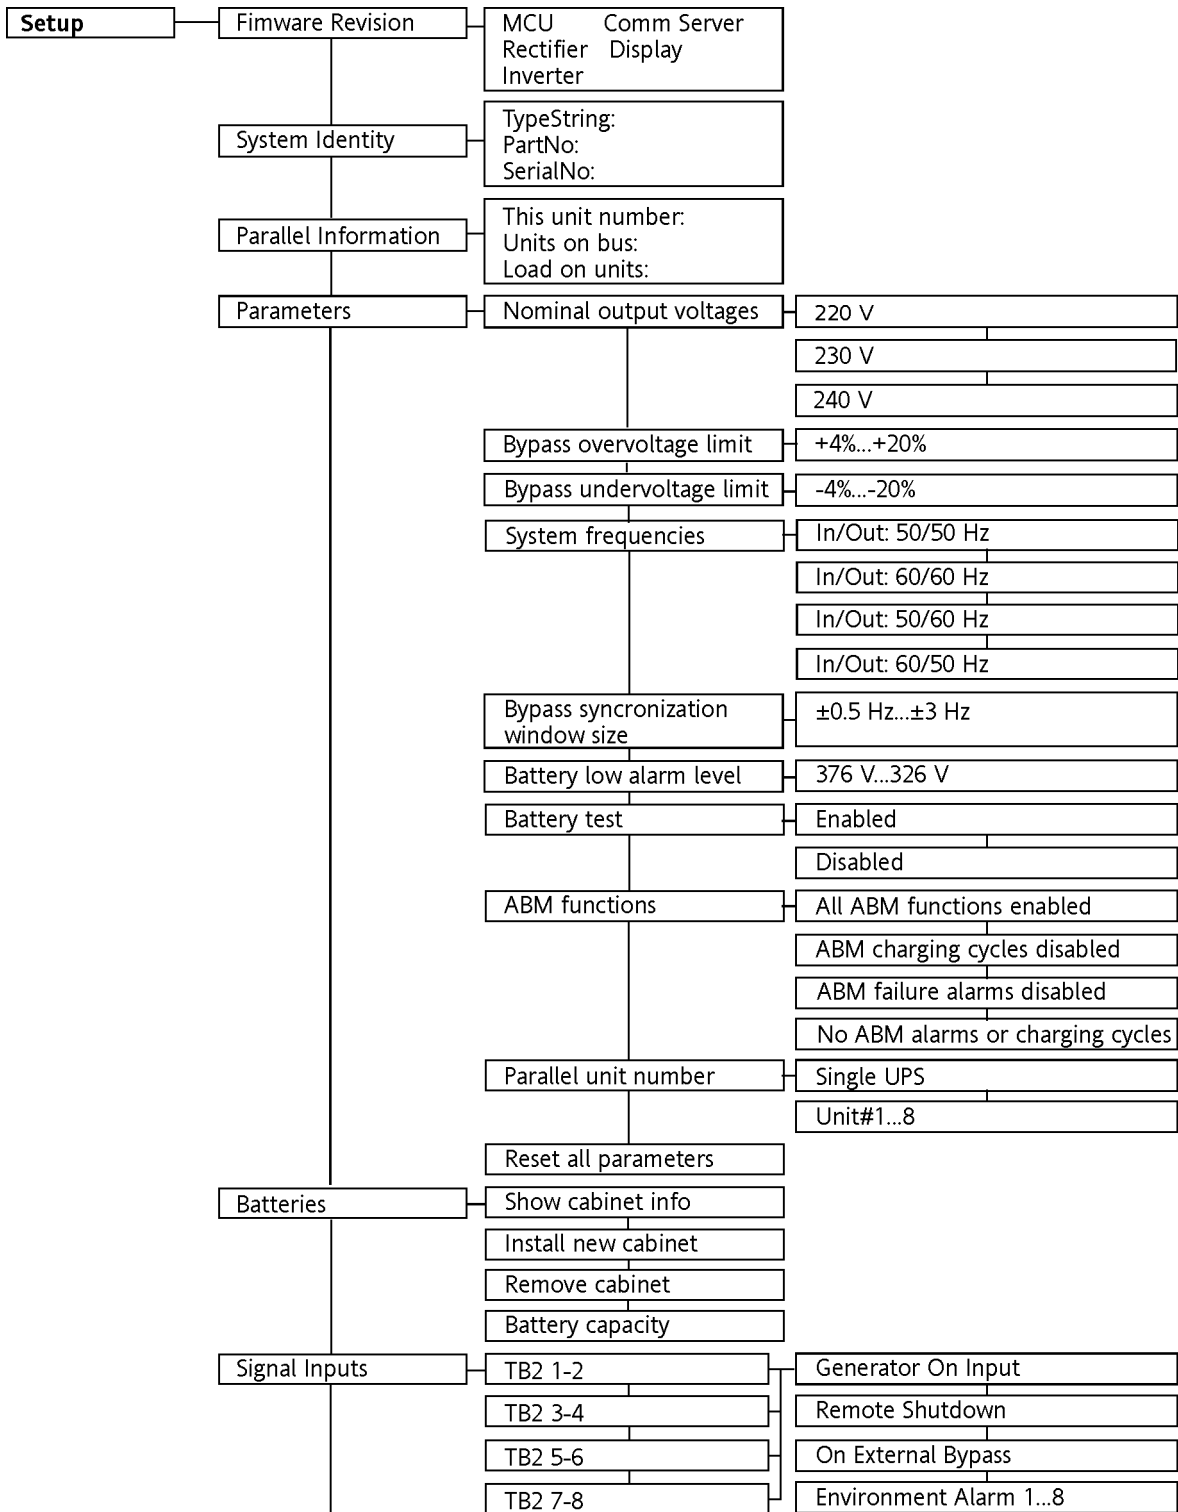 Setup
Fimware Revision
MCU Comm Server
Rectifier Display
Inverter
System Identity
TypeString:
PartNo:
SerialNo:
Parallel Information
This unit number:
Units on bus:
Load on units:
Parameters
Nominal output voltages
220 V
230 V
240 V
Bypass overvoltage limit
+4%...+20%
Bypass undervoltage limit
-4%...-20%
System frequencies
In/Out: 50/50 Hz
In/Out: 60/60 Hz
In/Out: 50/60 Hz
In/Out: 60/50 Hz
Bypass syncronization
window size
±0.5 Hz...±3 Hz
Battery low alarm level
376 V...326 V
Battery test
Enabled
Disabled
ABM functions
All ABM functions enabled
ABM charging cycles disabled
ABM failure alarms disabled
No ABM alarms or charging cycles
Parallel unit number
Single UPS
Unit#1...8
Reset all parameters
Batteries
Show cabinet info
Install new cabinet
Remove cabinet
Battery capacity
Signal Inputs
TB2 1-2
Generator On Input
TB2 3-4
Remote Shutdown
TB2 5-6
On External Bypass
TB2 7-8
Environment Alarm 1...8